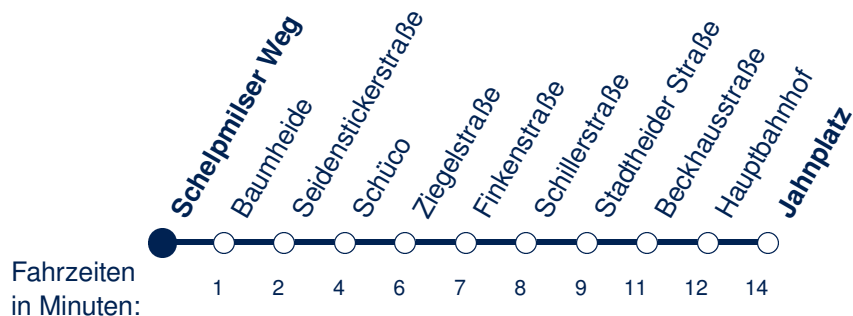 Schelpmilser Weg
Baumheide
Seidenstickerstraße
Schüco
Ziegelstraße
Finkenstraße
Schillerstraße
Stadtheider Straße
Beckhausstraße
Hauptbahnhof
Jahnplatz
Fahrzeiten
in Minuten:
1 2 4 6 7 8 9 11 12 14